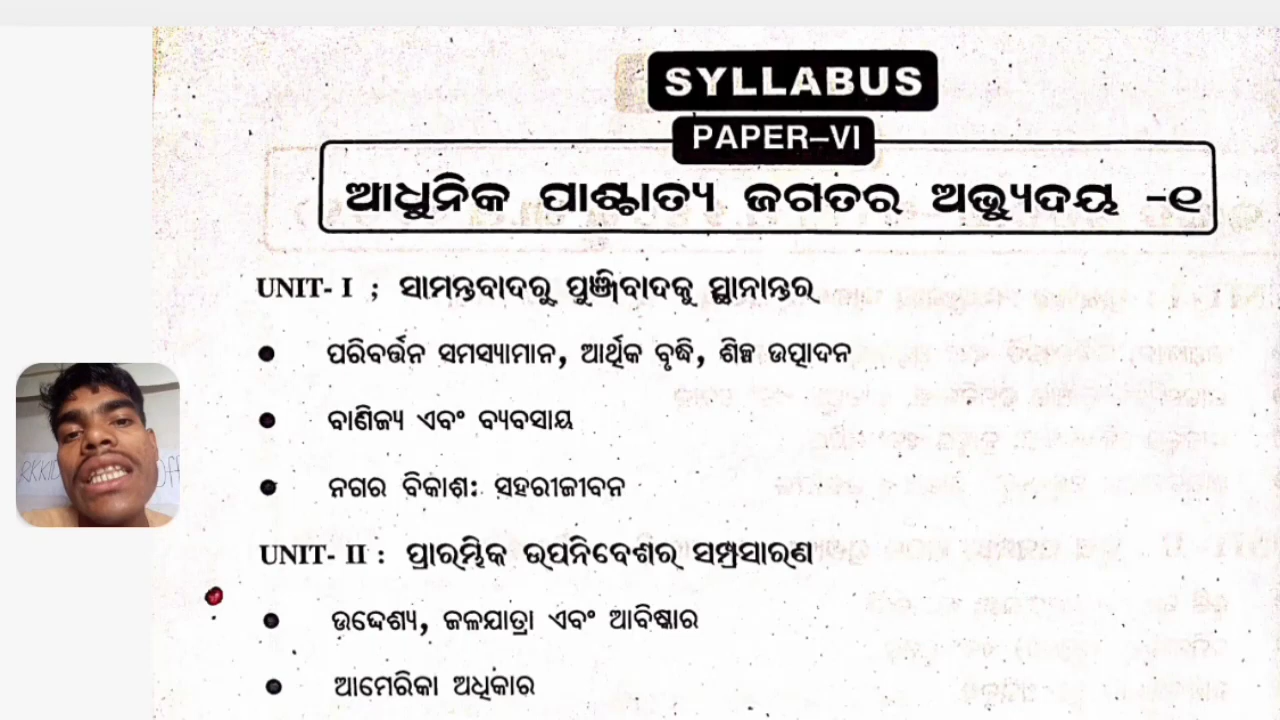 SYLLABUS
PAPER-VI
ଆଧୁନିକ ପାଶ୍ଚାତ୍ୟ ଜଗତର ଅଭ୍ୟୁଦୟ -୧
UNIT- I ; ସାମନ୍ତବାଦରୁ ପୁଞ୍ଜିବାଦକୁ ସ୍ଥାନାନ୍ତର
● ପରିବର୍ତ୍ତନ ସମସ୍ୟାମାନ, ଆର୍ଥିକ ବୃଦ୍ଧି, ଶିଳ୍ପ ଉତ୍ପାଦନ
● ବାଣିଜ୍ୟ ଏବଂ ବ୍ୟବସାୟ
● ନଗର ବିକାଶ: ସହରୀଜୀବନ
UNIT- II : ପ୍ରାରମ୍ଭିକ ଉପନିବେଶର ସମ୍ପ୍ରସାରଣ
● ଉଦ୍ଦେଶ୍ୟ, ଜଳଯାତ୍ରା ଏବଂ ଆବିଷ୍କାର
● ଆମେରିକା ଅଧିକାର